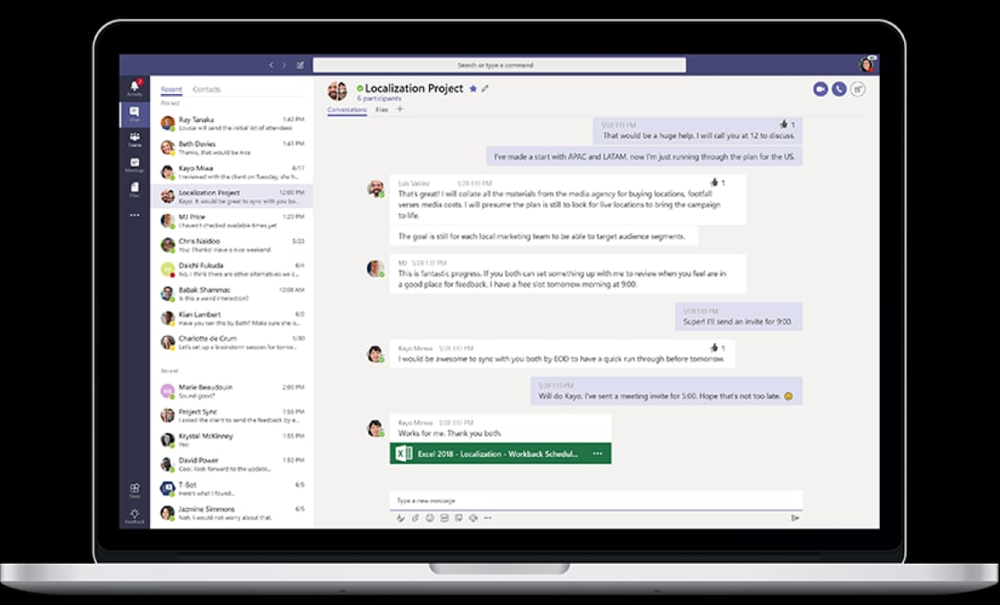 Search or type a command
Activity
Chat
Teams
Meetings
Files
Store
Feedback
Recent Contacts
Pinned
Ray Tanaka 1:43 PM
Lousia will send the initial list of attendees
Beth Davies 1:43 PM
Thanks, that would be nice
Kayo Miwa 4/17
I reviewed with the client on Tuesday, she h...
Localization Project 12:00 PM
Kayo: It would be great to sync with you bo...
MJ Price 1:20 PM
I haven't checked available times yet
Chris Naidoo 5/23
You: Thanks! Have a nice weekend
Daichi Fukuda 6/4
No, I think there are other alternatives we c...
Babak Shammas 10:08 AM
Is this a weird interaction?
Kian Lambert 6/2
Have you ran this by Beth? Make sure she is...
Charlotte de Crum 1/30
Let's set up a brainstorm session for tomor...
Recent
Marie Beaudouin 2:00 PM
Sound good?
Project Sync 1:58 PM
I asked the client to send the feedback by e...
Krystal McKinney 1:55 PM
Yes!
David Power 1:50 PM
Cool, look forward to the update...
T-Bot 6/5
Here's what I found...
Jazmine Simmons 6/5
Nah, I would not worry about that.
Localization Project
6 participants
Conversations Files +
1/28 1:13 PM 1
That would be a huge help. I will call you at 12 to discuss.
I've made a start with APAC and LATAM, now I'm just running through the plan for the US.
Luis Valdez 1/28 1:13 PM 1
That's great! I will collate all the materials from the media agency for buying locations, footfall
verses media costs. I will presume the plan is still to look for live locations to bring the campaign
to life.
The goal is still for each local marketing team to be able to target audience segments.
MJ 1/28 1:13 PM
This is fantastic progress. If you both can set something up with me to review when you feel are in
a good place for feedback. I have a free slot tomorrow morning at 9:00.
1/28 1:13 PM
Super! I'll send an invite for 9:00.
Kayo Miwa 1/28 1:13 PM 1
I would be awesome to sync with you both by EOD to have a quick run through before tomorrow.
1/28 1:13 PM
Will do Kayo. I've sent a meeting invite for 5:00. Hope that's not too late.
Kayo Miwa 1/28 1:13 PM
Works for me. Thank you both.
Excel 2018 - Localization - Workback Schedul... ...
Type a new message